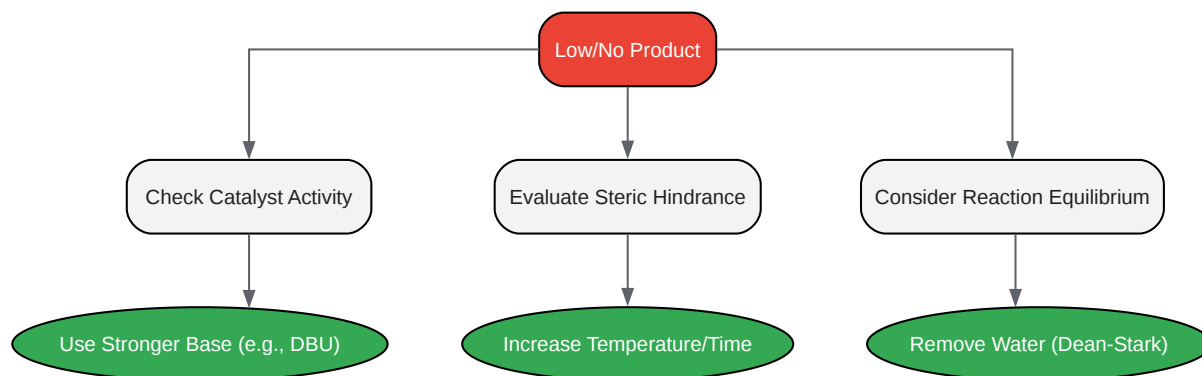 Low/No Product
Check Catalyst Activity
Evaluate Steric Hindrance
Consider Reaction Equilibrium
Use Stronger Base (e.g., DBU)
Increase Temperature/Time
Remove Water (Dean-Stark)